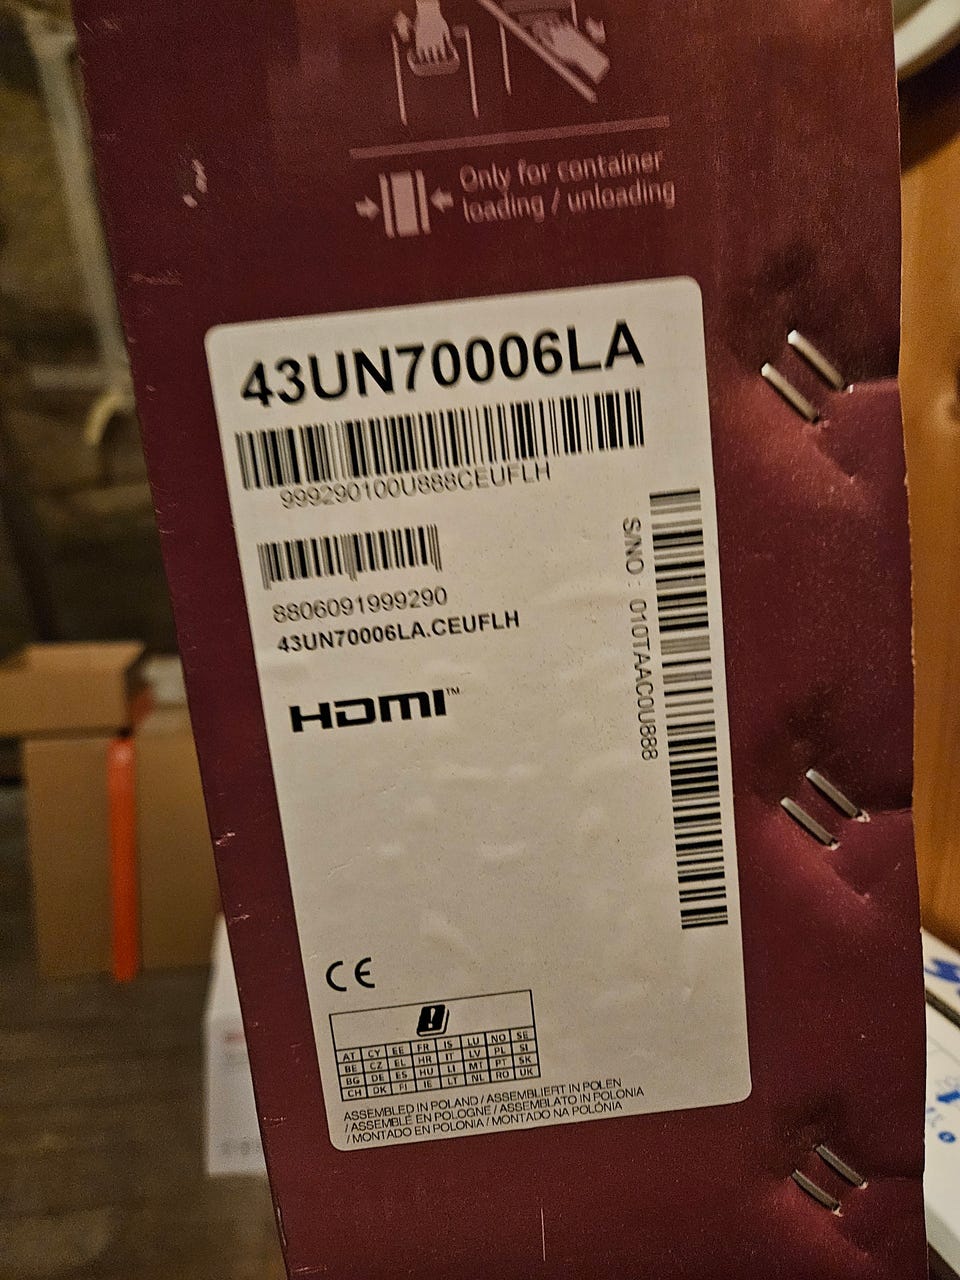 Only for container
loading / unloading
43UN70006LA
999290100U888CEUFLH
8806091999290
43UN70006LA.CEUFLH
S/NO : 010TAAC0U888
HDMI™
CE
AT CY EE FR IS LU NO SE
BE CZ EL HR IT LV PL SI
BG DE ES HU LI MT PT SK
CH DK FI IE LT NL RO UK
ASSEMBLED IN POLAND / ASSEMBLIERT IN POLEN
/ ASSEMBLÉ EN POLOGNE / ASSEMBLATO IN POLONIA
/ MONTADO EN POLONIA / MONTADO NA POLÓNIA